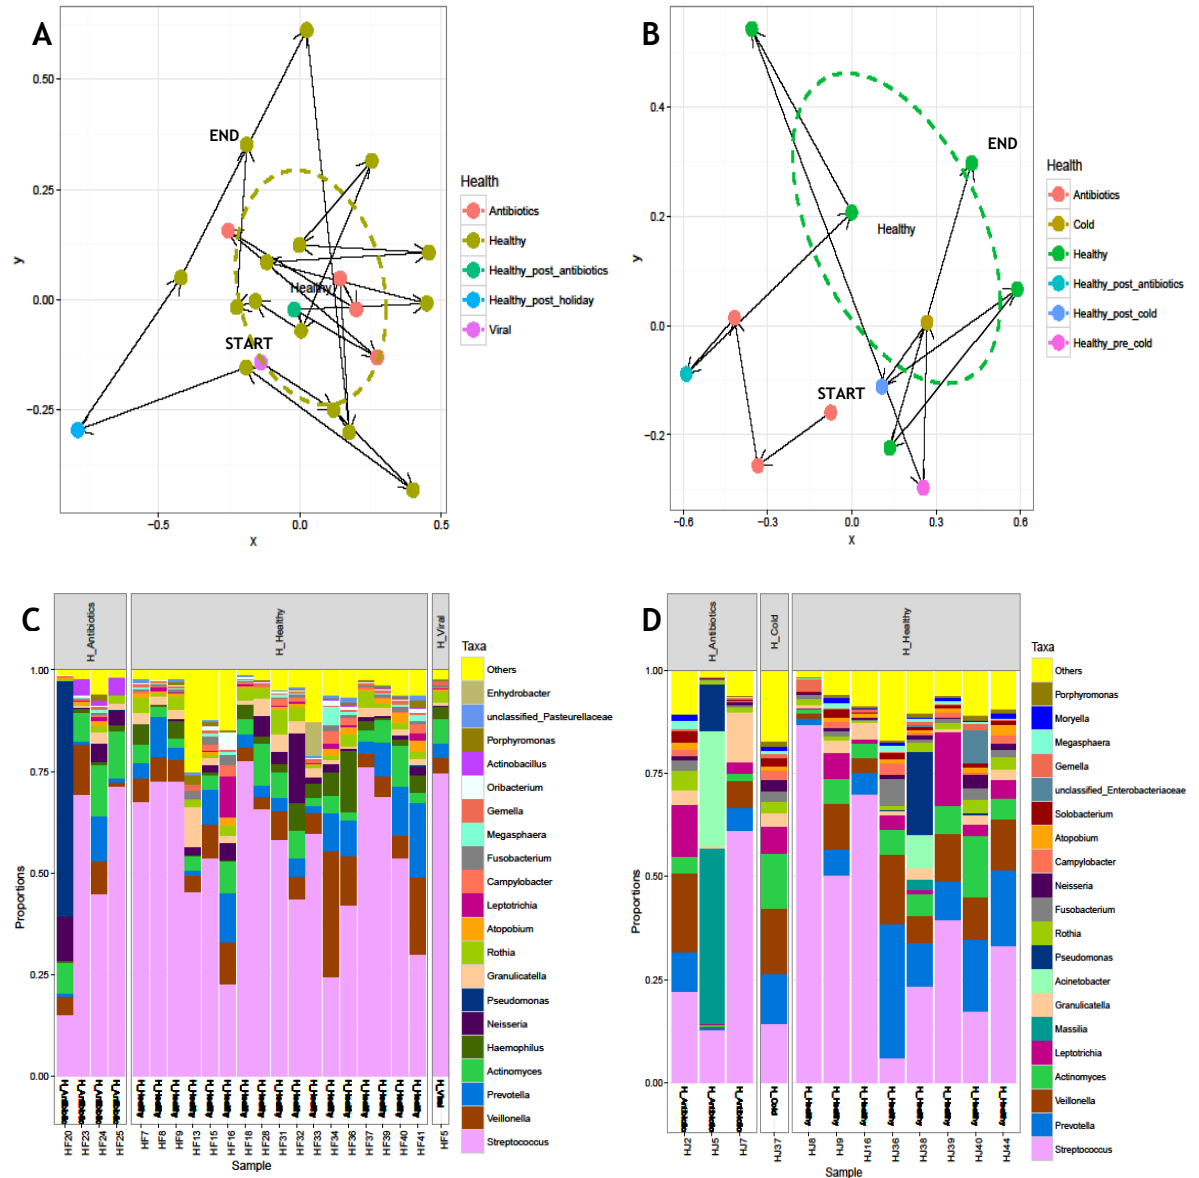 A
END
START
Healthy
0.50
0.25
0.00
−0.25
−0.5
0.0
0.5
x
y
Health
Antibiotics
Healthy
Healthy_post_antibiotics
Healthy_post_holiday
Viral
B
END
Healthy
START
0.4
0.2
0.0
−0.2
−0.6
−0.3
0.0
0.3
0.6
x
y
Health
Antibiotics
Cold
Healthy
Healthy_post_antibiotics
Healthy_post_cold
Healthy_pre_cold
C
H_Antibiotics
H_Healthy
H_Viral
1.00
0.75
0.50
0.25
0.00
Proportions
HF20
HF23
HF24
HF25
HF7
HF8
HF9
HF13
HF15
HF16
HF18
HF28
HF31
HF32
HF33
HF34
HF36
HF37
HF39
HF40
HF41
HF5
Sample
Taxa
Others
Enhydrobacter
unclassified_Pasteurellaceae
Porphyromonas
Actinobacillus
Oribacterium
Gemella
Megasphaera
Fusobacterium
Campylobacter
Leptotrichia
Atopobium
Rothia
Granulicatella
Pseudomonas
Neisseria
Haemophilus
Actinomyces
Prevotella
Veillonella
Streptococcus
D
H_Antibiotics
H_Cold
H_Healthy
1.00
0.75
0.50
0.25
0.00
Proportions
HJ2
HJ5
HJ7
HJ37
HJ8
HJ9
HJ16
HJ36
HJ38
HJ39
HJ40
HJ44
Sample
Taxa
Others
Porphyromonas
Moryella
Megasphaera
Gemella
unclassified_Enterobacteriaceae
Solobacterium
Atopobium
Campylobacter
Neisseria
Fusobacterium
Rothia
Pseudomonas
Acinetobacter
Granulicatella
Massilia
Leptotrichia
Actinomyces
Veillonella
Prevotella
Streptococcus